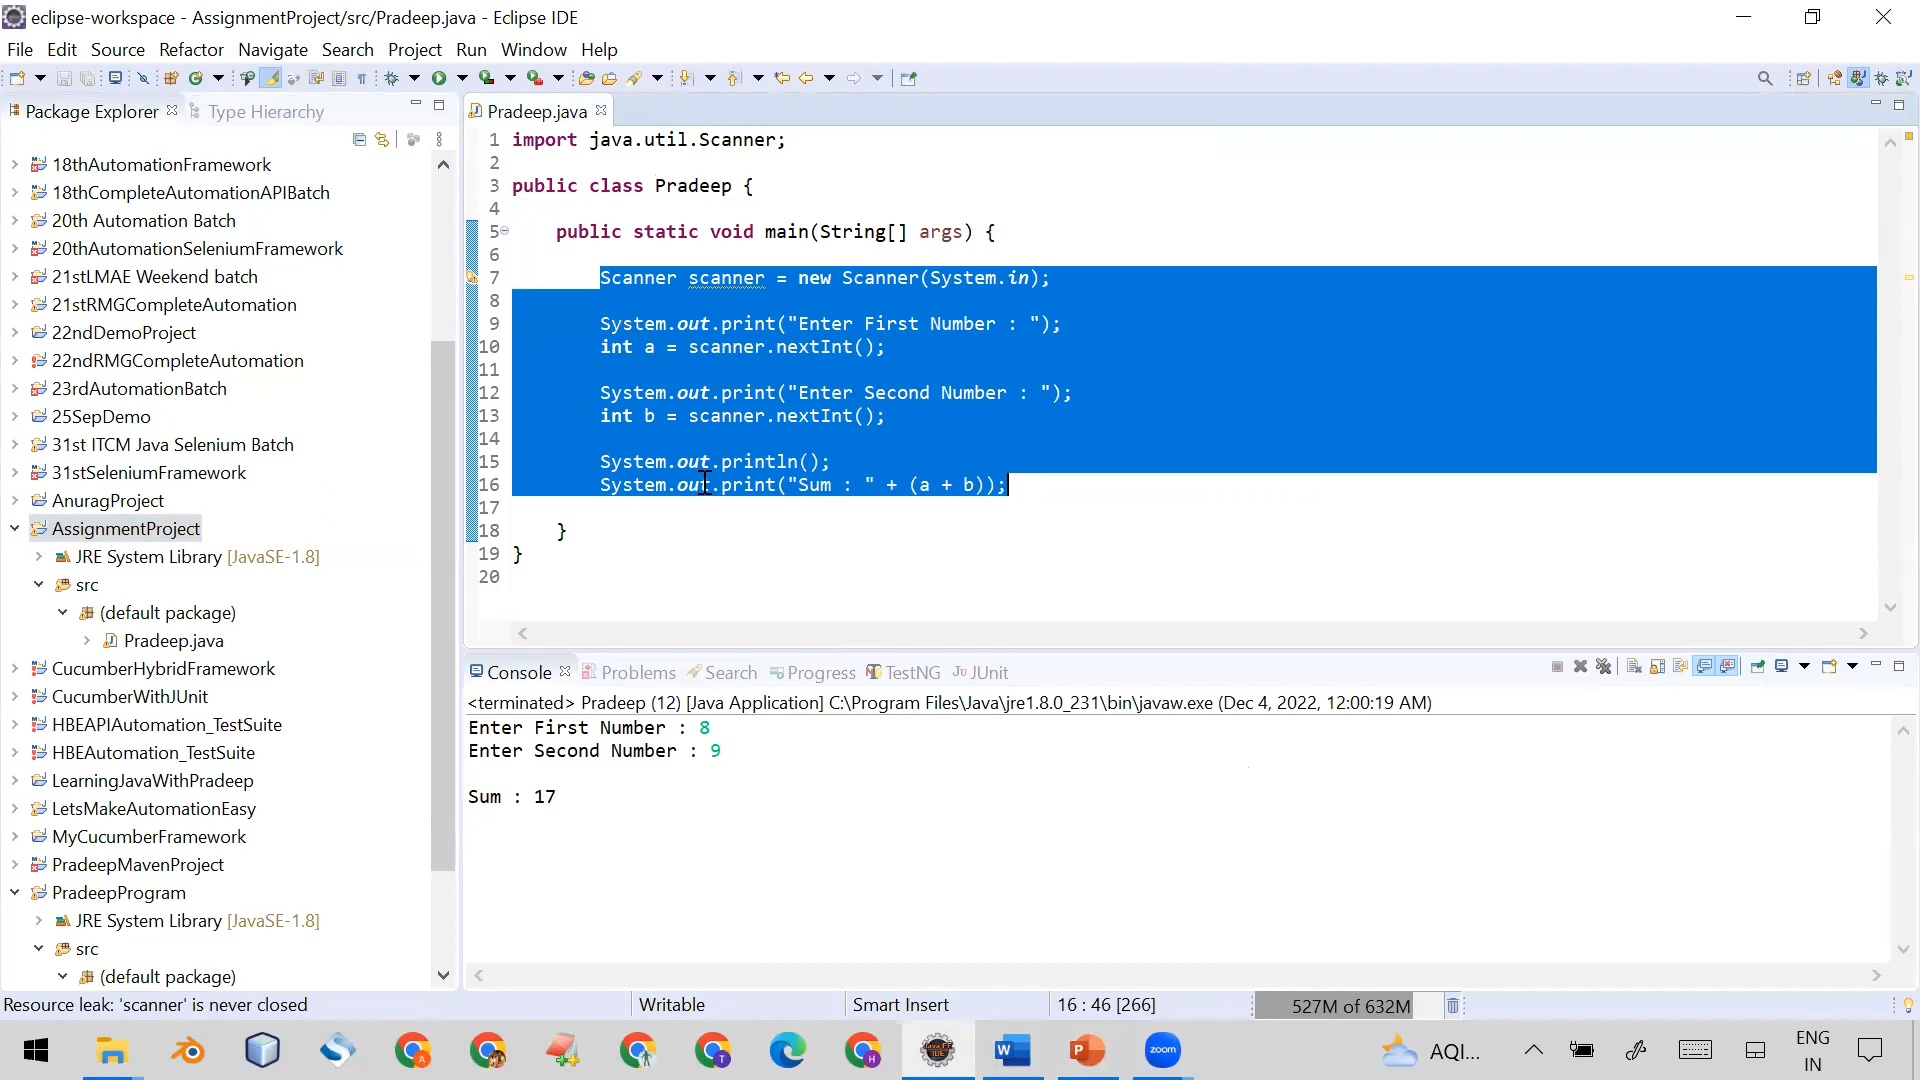 eclipse-workspace - AssignmentProject/src/Pradeep.java - Eclipse IDE
File Edit Source Refactor Navigate Search Project Run Window Help
Package Explorer
Type Hierarchy
18thAutomationFramework
18thCompleteAutomationAPIBatch
20th Automation Batch
20thAutomationSeleniumFramework
21stLMAE Weekend batch
21stRMGCompleteAutomation
22ndDemoProject
22ndRMGCompleteAutomation
23rdAutomationBatch
25SepDemo
31st ITCM Java Selenium Batch
31stSeleniumFramework
AnuragProject
AssignmentProject
JRE System Library [JavaSE-1.8]
src
(default package)
Pradeep.java
CucumberHybridFramework
CucumberWithJUnit
HBEAPIAutomation_TestSuite
HBEAutomation_TestSuite
LearningJavaWithPradeep
LetsMakeAutomationEasy
MyCucumberFramework
PradeepMavenProject
PradeepProgram
JRE System Library [JavaSE-1.8]
src
(default package)
Pradeep.java
1 import java.util.Scanner;
2
3 public class Pradeep {
4
5 public static void main(String[] args) {
6
7 Scanner scanner = new Scanner(System.in);
8
9 System.out.print("Enter First Number : ");
10 int a = scanner.nextInt();
11
12 System.out.print("Enter Second Number : ");
13 int b = scanner.nextInt();
14
15 System.out.println();
16 System.out.print("Sum : " + (a + b));
17
18 }
19 }
20
Console Problems Search Progress TestNG JUnit
<terminated> Pradeep (12) [Java Application] C:\Program Files\Java\jre1.8.0_231\bin\javaw.exe (Dec 4, 2022, 12:00:19 AM)
Enter First Number : 8
Enter Second Number : 9
Sum : 17
Resource leak: 'scanner' is never closed
Writable
Smart Insert
16 : 46 [266]
527M of 632M
zoom
AQI...
ENG
IN